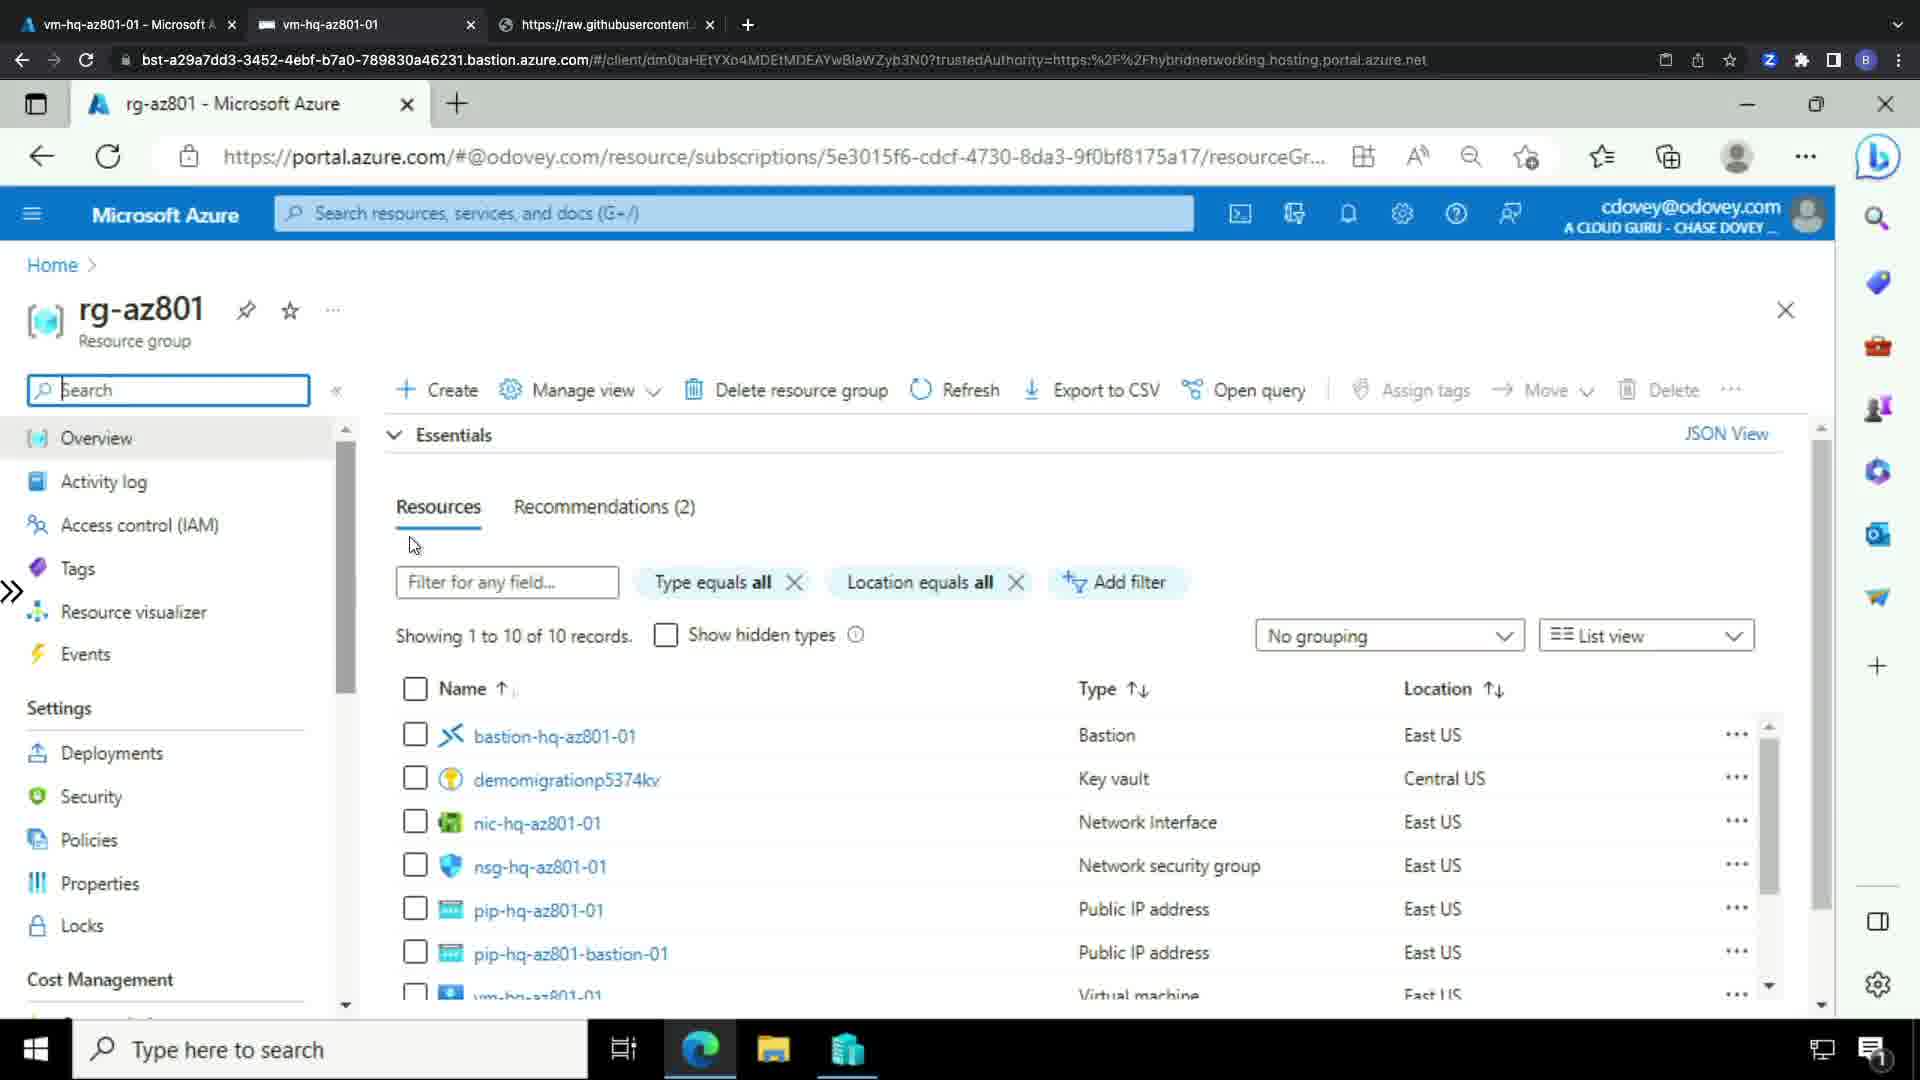 vm-hq-az801-01 - Microsoft A
vm-hq-az801-01
https://raw.githubusercontent.
bst-a29a7dd3-3452-4ebf-b7a0-789830a46231.bastion.azure.com/#/client/dm0taHEtYXo4MDEtMDEAYwBiaWZyb3N0?trustedAuthority=https:%2F%2Fhybridnetworking.hosting.portal.azure.net
B
rg-az801 - Microsoft Azure
https://portal.azure.com/#@odovey.com/resource/subscriptions/5e3015f6-cdcf-4730-8da3-9f0bf8175a17/resourceGr...
Microsoft Azure
Search resources, services, and docs (G+/)
cdovey@odovey.com
A CLOUD GURU - CHASE DOVEY ...
Home
rg-az801
Resource group
Search
Create
Manage view
Delete resource group
Refresh
Export to CSV
Open query
Assign tags
Move
Delete
Overview
Activity log
Access control (IAM)
Tags
Resource visualizer
Events
Settings
Deployments
Security
Policies
Properties
Locks
Cost Management
Essentials
JSON View
Resources
Recommendations (2)
Filter for any field...
Type equals all
Location equals all
Add filter
Showing 1 to 10 of 10 records.
Show hidden types
No grouping
List view
Name
Type
Location
bastion-hq-az801-01
Bastion
East US
demomigrationp5374kv
Key vault
Central US
nic-hq-az801-01
Network Interface
East US
nsg-hq-az801-01
Network security group
East US
pip-hq-az801-01
Public IP address
East US
pip-hq-az801-bastion-01
Public IP address
East US
vm-hq-az801-01
Virtual machine
East US
Type here to search
1